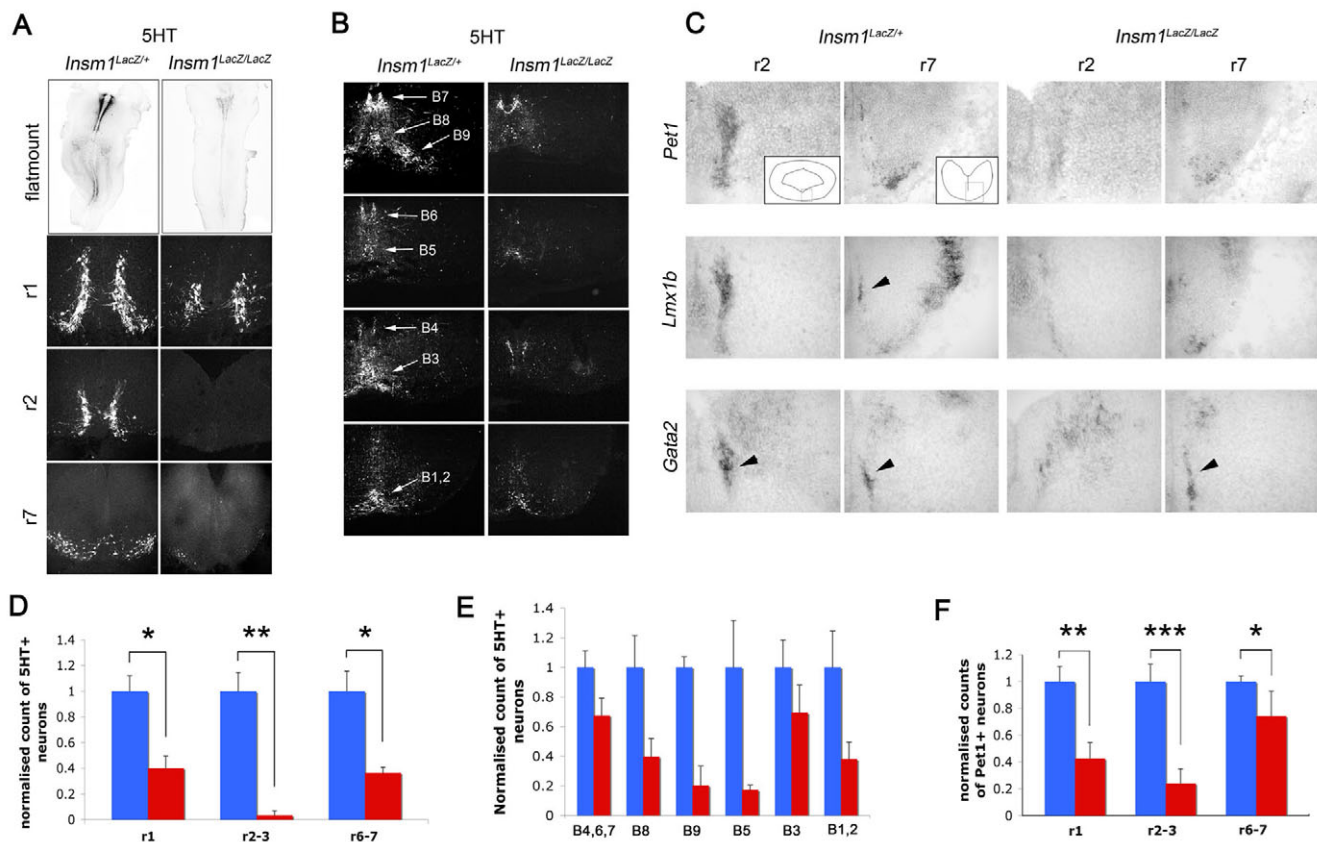 A
5HT
Insm1LacZ/+ Insm1LacZ/LacZ
flatmount
r1
r2
r7
B
5HT
Insm1LacZ/+ Insm1LacZ/LacZ
B7
B8
B9
B6
B5
B4
B3
B1,2
C
Insm1LacZ/+ Insm1LacZ/LacZ
r2 r7 r2 r7
Pet1
Lmx1b
Gata2
D
normalised count of 5HT+
neurons
1.4
1.2
1
0.8
0.6
0.4
0.2
0
* ** *
r1 r2-3 r6-7
E
Normalised count of 5HT+
neurons
1.4
1.2
1
0.8
0.6
0.4
0.2
0
B4,6,7 B8 B9 B5 B3 B1,2
F
normalised counts
of Pet1+ neurons
1.2
1
0.8
0.6
0.4
0.2
0
** *** *
r1 r2-3 r6-7